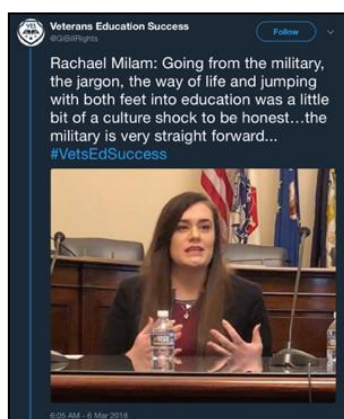 Veterans Education Success
@GIBillRights
Follow
Rachael Milam: Going from the military,
the jargon, the way of life and jumping
with both feet into education was a little
bit of a culture shock to be honest…the
military is very straight forward...
#VetsEdSuccess
6:05 AM - 6 Mar 2018